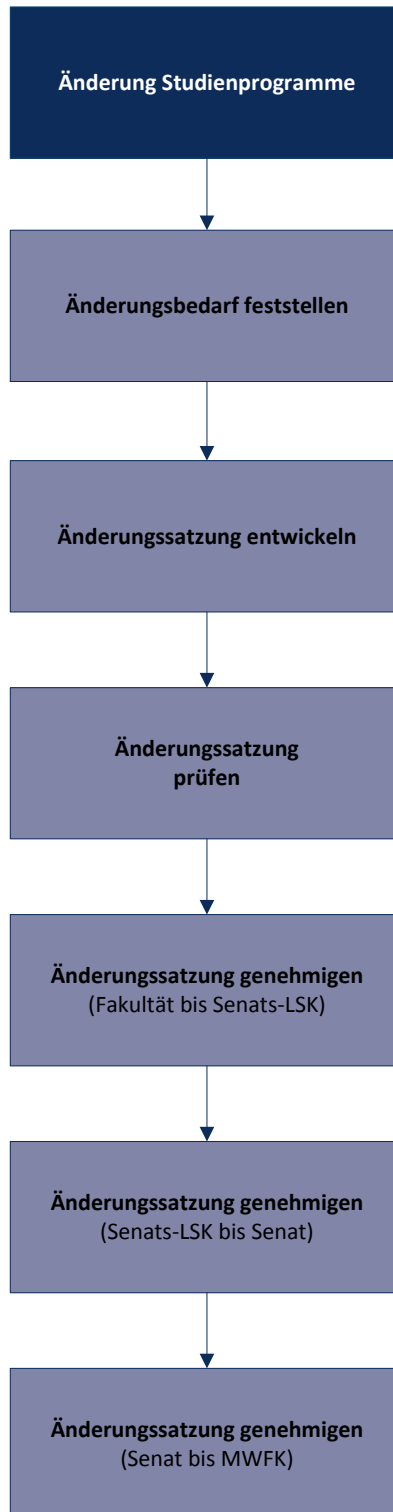 Änderung Studienprogramme
Änderungsbedarf feststellen
Änderungssatzung entwickeln
Änderungssatzung
prüfen
Änderungssatzung genehmigen
(Fakultät bis Senats-LSK)
Änderungssatzung genehmigen
(Senats-LSK bis Senat)
Änderungssatzung genehmigen
(Senat bis MWFK)